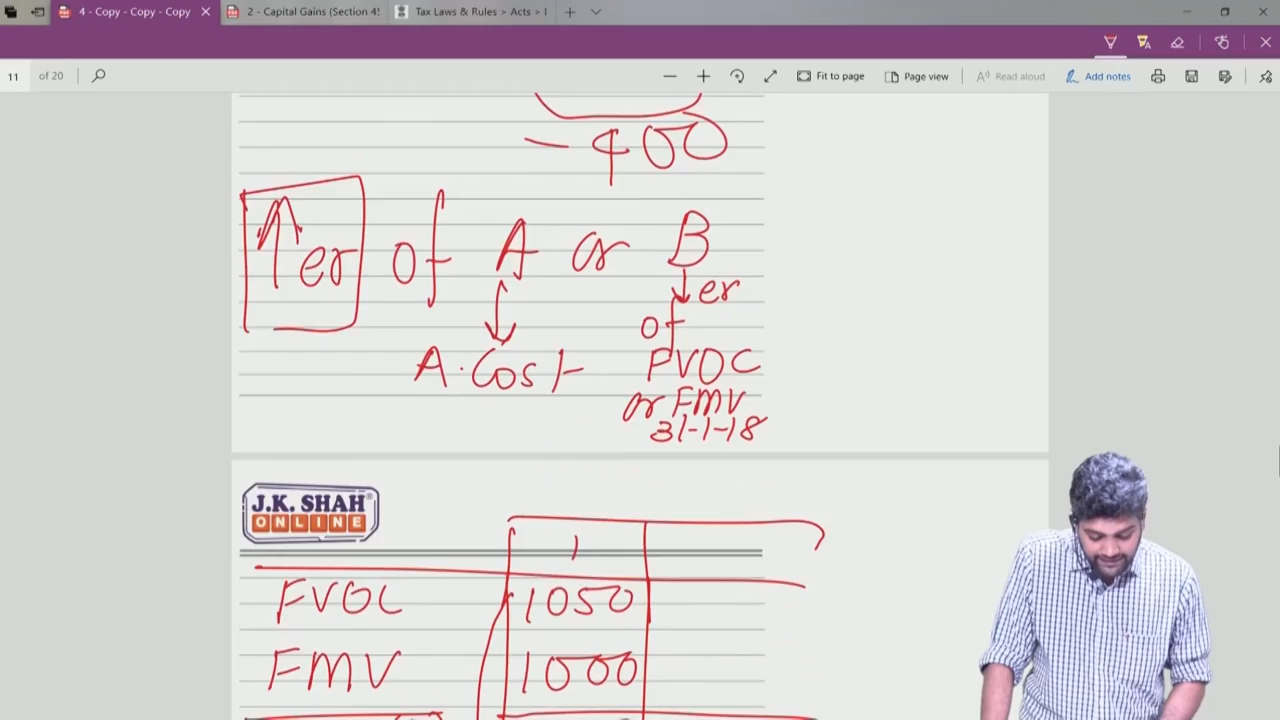 4 - Copy - Copy - Copy
2 - Capital Gains (Section 45
Tax Laws & Rules > Acts > I
11 of 20
Fit to page
Page view
Read aloud
Add notes
- 400
↑er of A or B
↓er
of
A. Cost
FVOC
or FMV
31-1-18
J.K. SHAH®
ONLINE
1
FVOC 1050
FMV 1000